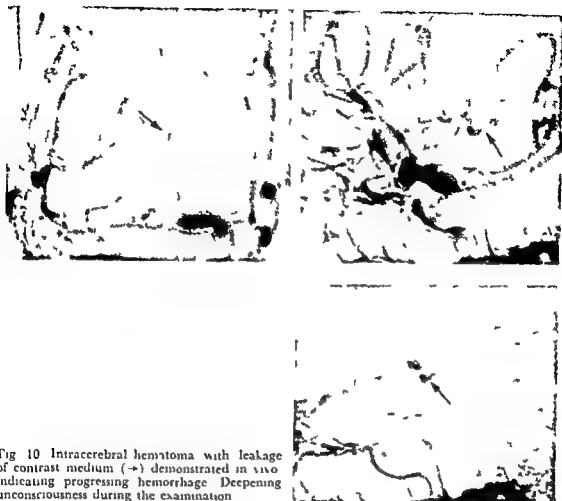 Fig 10 Intracerebral hematoma with leakage
of contrast medium (→) demonstrated in vivo
indicating progressing hemorrhage Deepening
unconsciousness during the examination